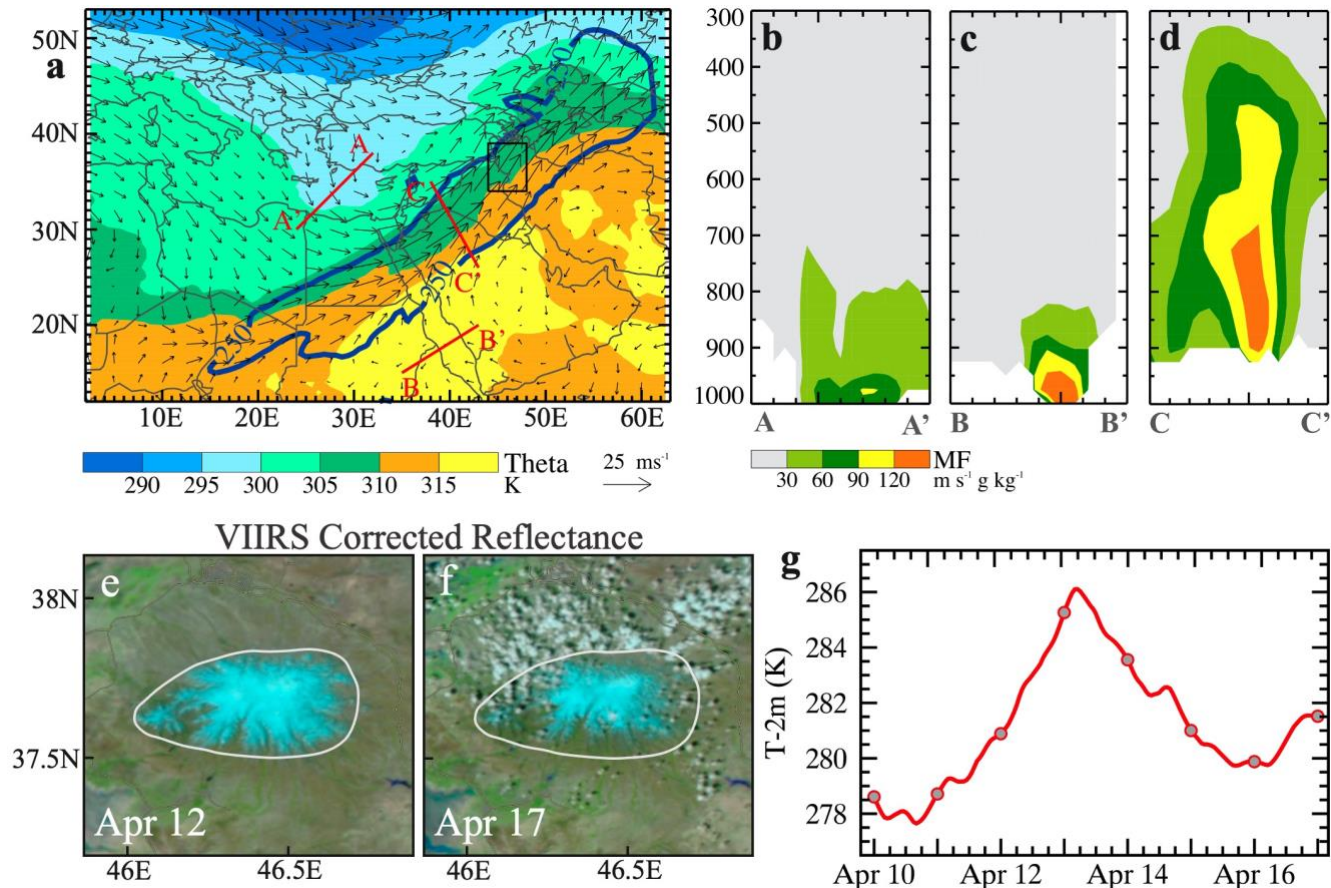 a
50N
40N
30N
20N
10E 20E 30E 40E 50E 60E
250
250
250
A
A'
B
B'
C
C'
290 295 300 305 310 315
Theta
K
25 ms⁻¹
b
c
d
300
400
500
600
700
800
900
1000
A A' B B' C C'
30 60 90 120
MF
m s⁻¹ g kg⁻¹
VIIRS Corrected Reflectance
e
f
38N
37.5N
Apr 12
Apr 17
46E 46.5E 46E 46.5E
g
T-2m (K)
286
284
282
280
278
Apr 10 Apr 12 Apr 14 Apr 16